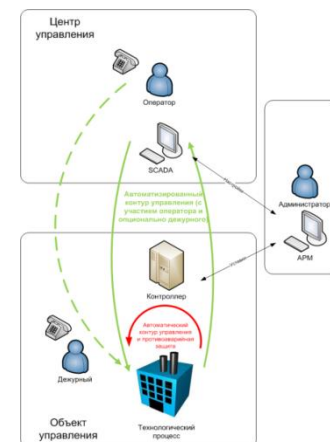 Центр
управления
Оператор
SCADA
Автоматизированный
контур управления (с
участием оператора и
опционально дежурного)
Администратор
АРМ
Контроллер
Автоматический
контур управления
и противоаварийная
защита
Дежурный
Технологический
процесс
Объект
управления